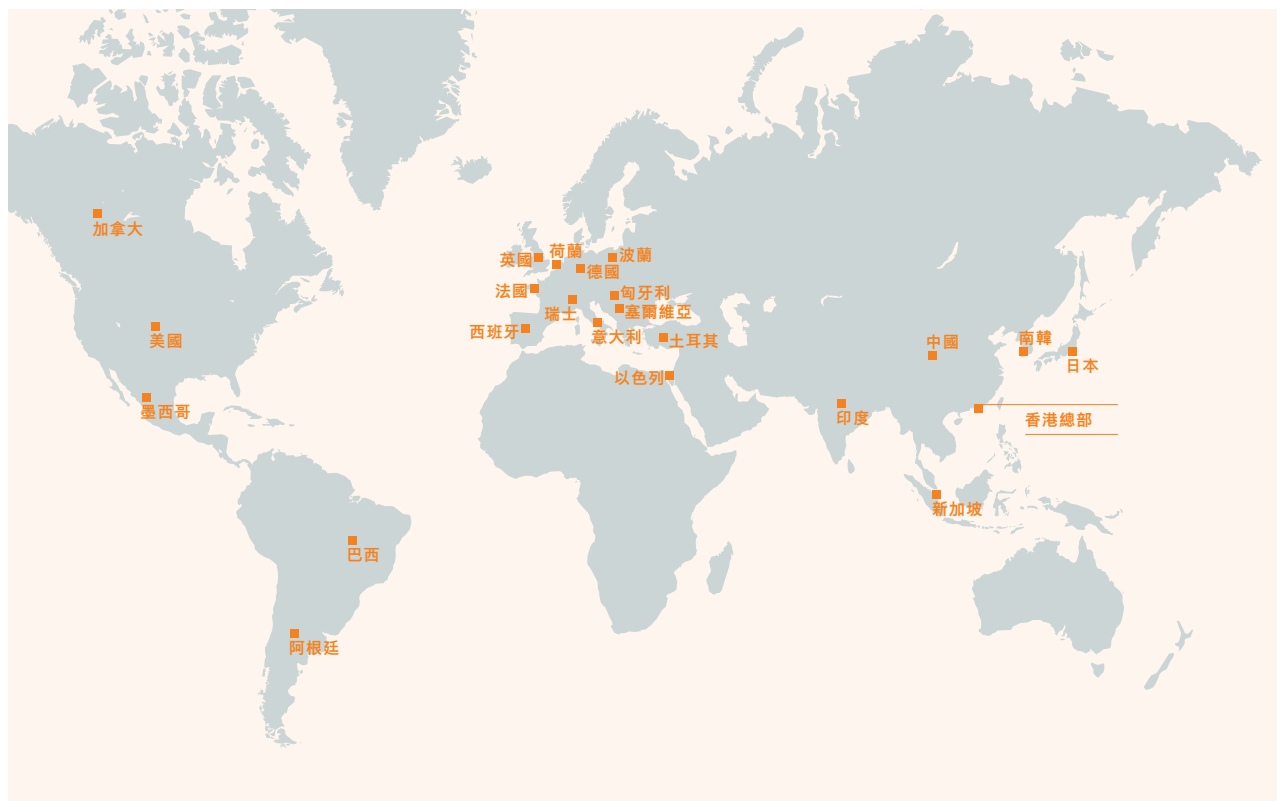 加拿大
荷蘭
波蘭
英國
德國
法國
匈牙利
塞爾維亞
瑞士
西班牙
意大利
土耳其
美國
中國
南韓
日本
以色列
墨西哥
印度
香港總部
新加坡
巴西
阿根廷